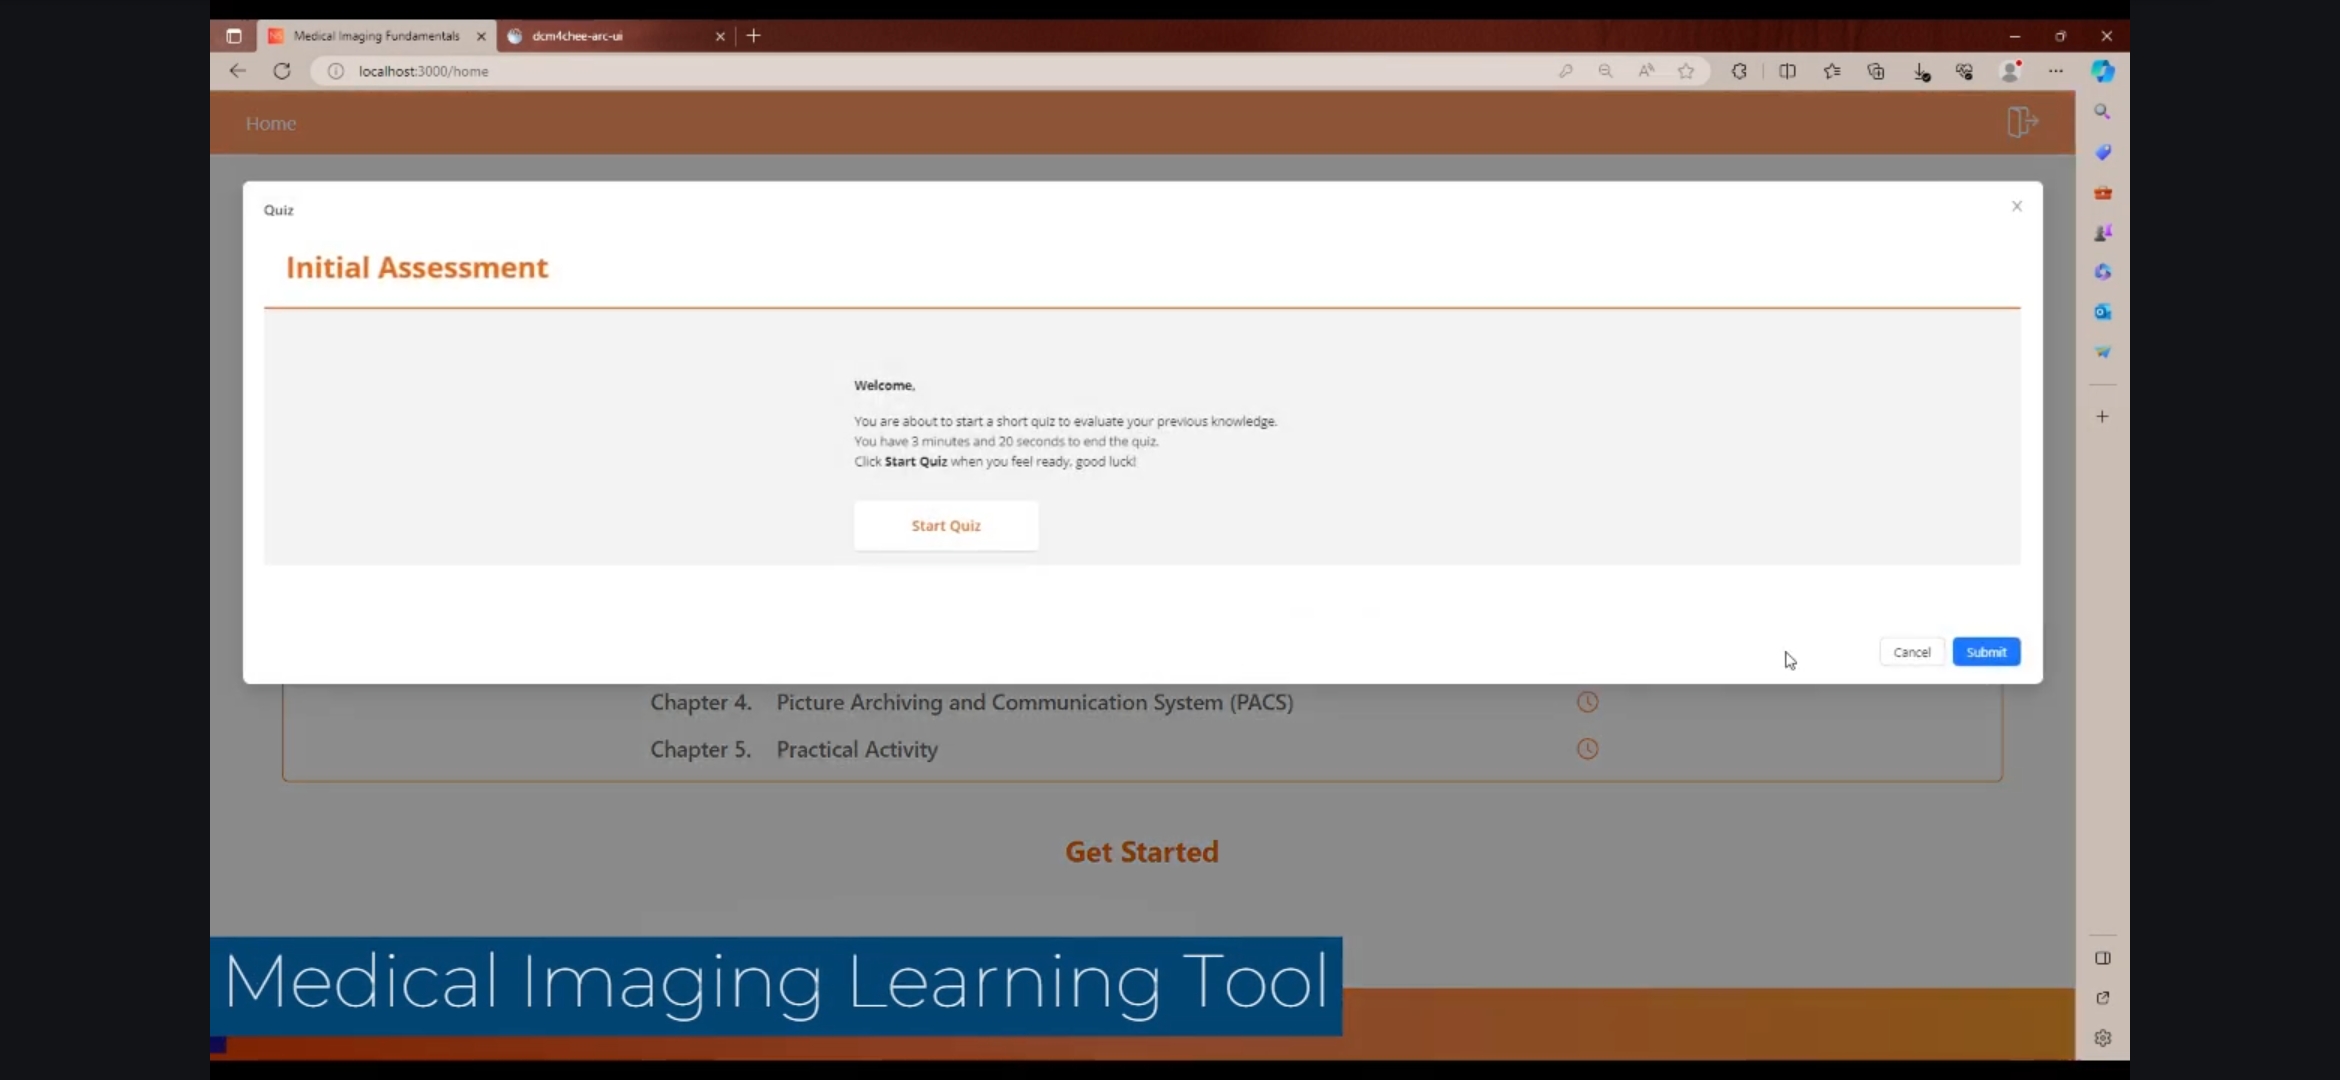 Medical Imaging Fundamentals
dcm4chee-arc-ui
localhost:3000/home
Home
Quiz
Initial Assessment
Welcome,
You are about to start a short quiz to evaluate your previous knowledge.
You have 3 minutes and 20 seconds to end the quiz.
Click Start Quiz when you feel ready, good luck!
Start Quiz
Cancel
Submit
Chapter 4. Picture Archiving and Communication System (PACS)
Chapter 5. Practical Activity
Get Started
Medical Imaging Learning Tool